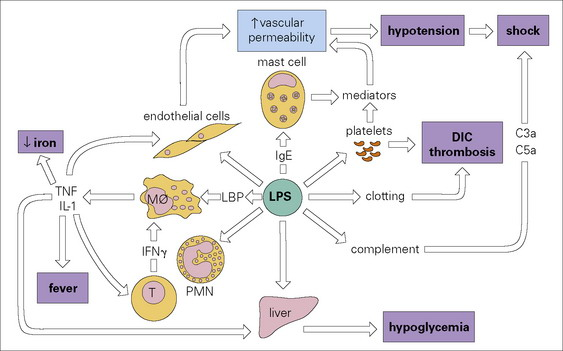 ↑vascular
permeability
hypotension
shock
mast cell
mediators
endothelial cells
platelets
IgE
DIC
thrombosis
C3a
C5a
↓iron
TNF
IL-1
MØ
LBP
LPS
clotting
IFNγ
PMN
complement
fever
T
liver
hypoglycemia